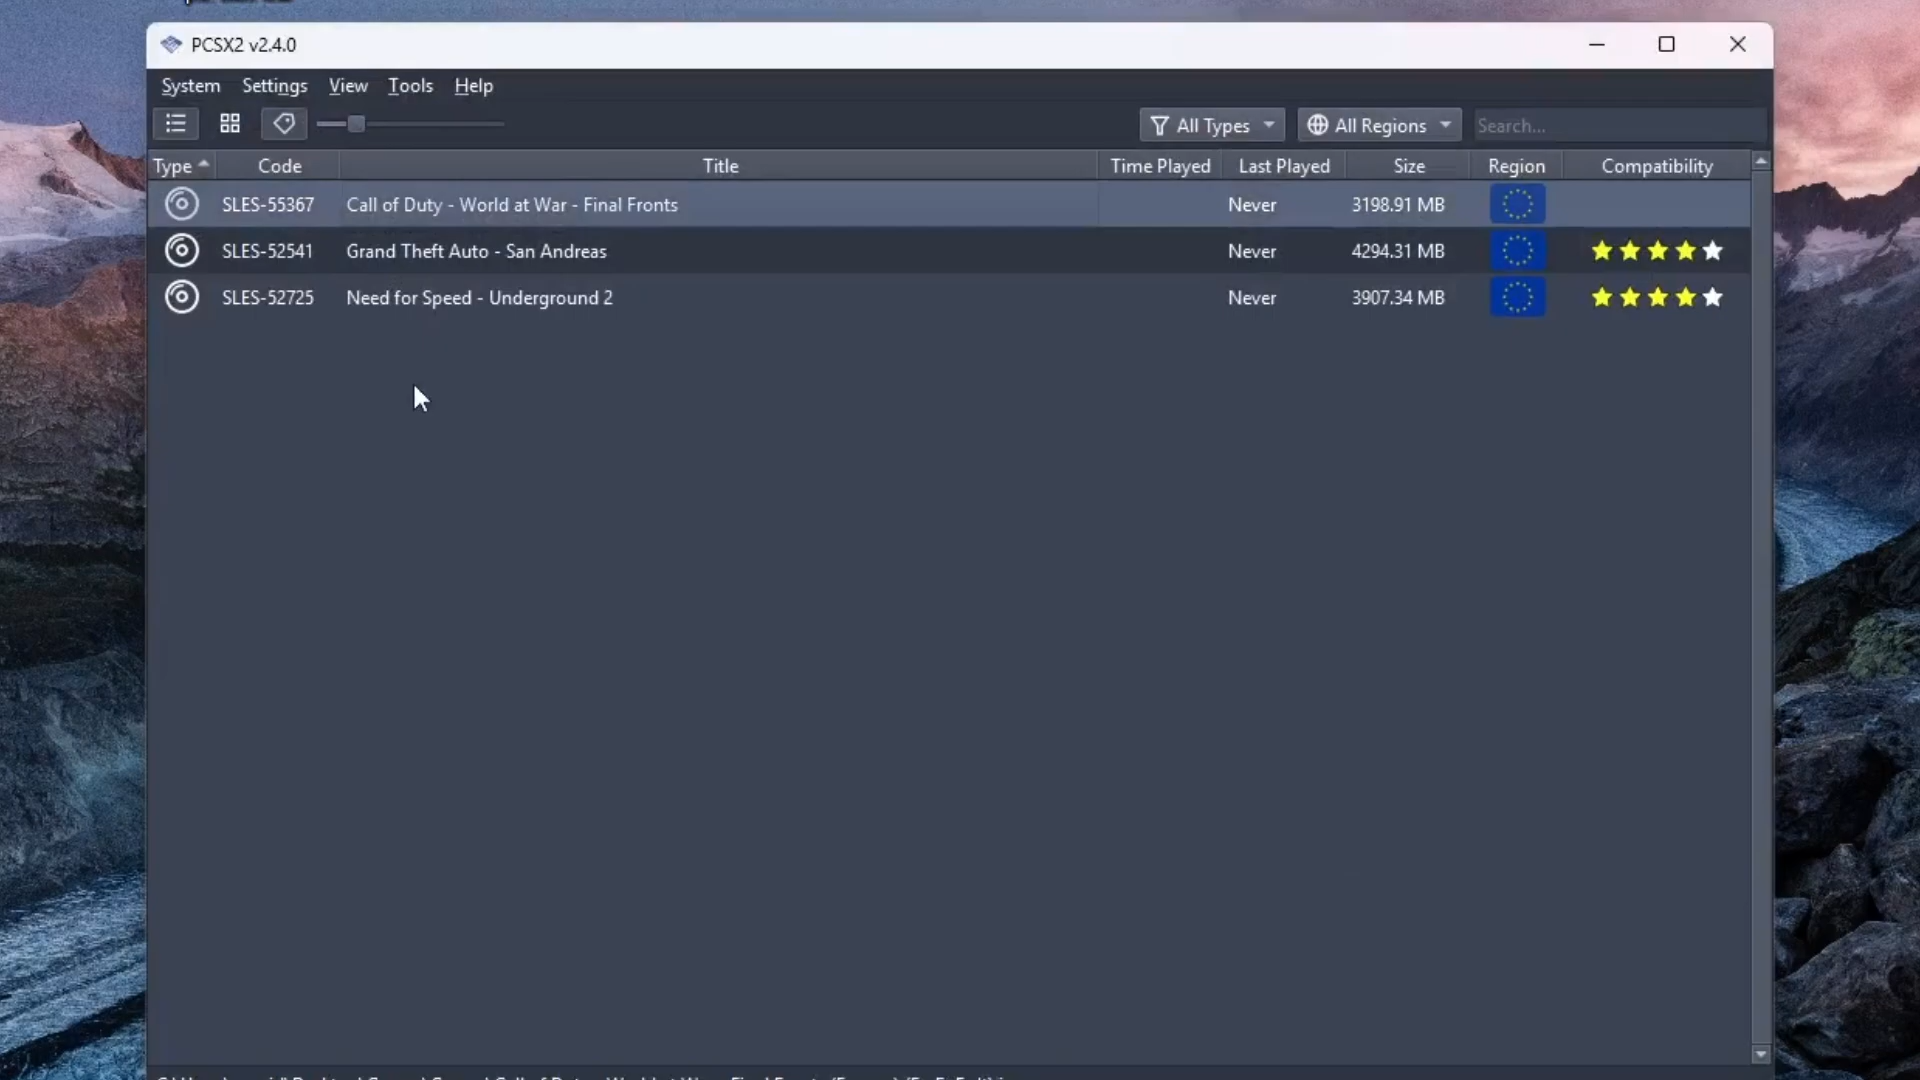 PCSX2 v2.4.0
System Settings View Tools Help
All Types All Regions Search...
Type Code Title Time Played Last Played Size Region Compatibility
SLES-55367 Call of Duty - World at War - Final Fronts Never 3198.91 MB
SLES-52541 Grand Theft Auto - San Andreas Never 4294.31 MB
SLES-52725 Need for Speed - Underground 2 Never 3907.34 MB